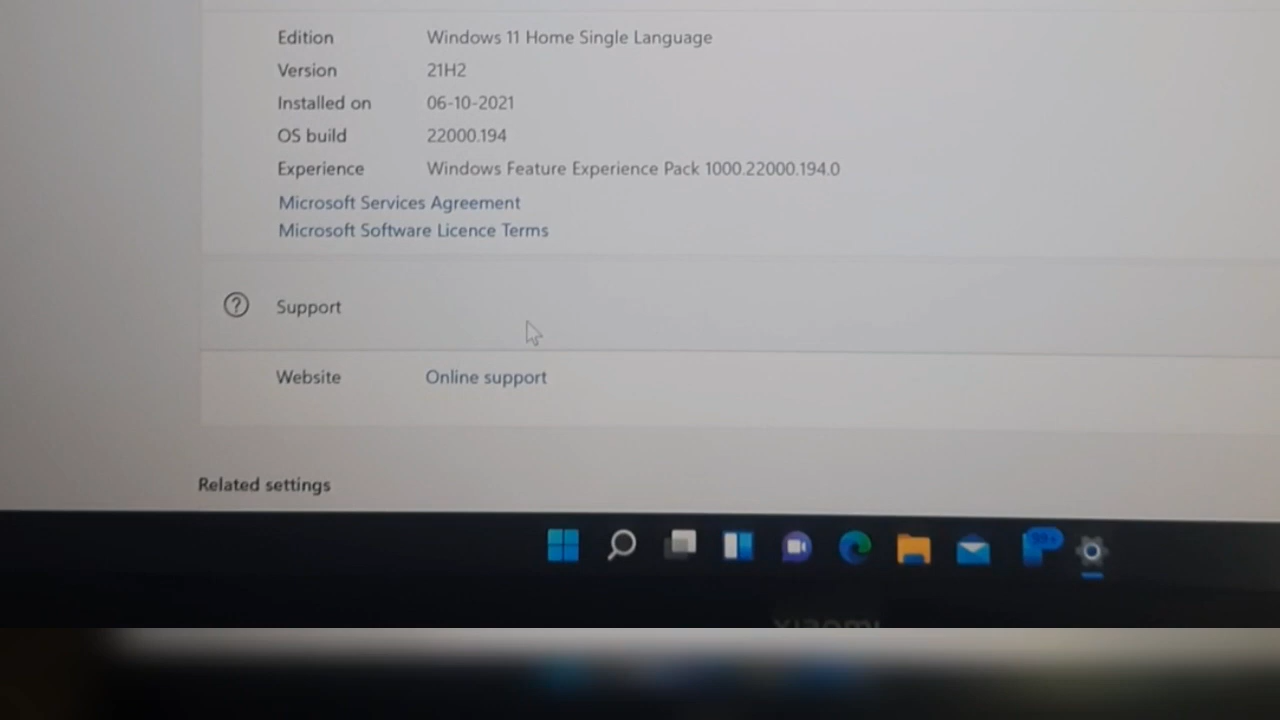 Edition Windows 11 Home Single Language
Version 21H2
Installed on 06-10-2021
OS build 22000.194
Experience Windows Feature Experience Pack 1000.22000.194.0
Microsoft Services Agreement
Microsoft Software Licence Terms
Support
Website Online support
Related settings
99+
xiaomi